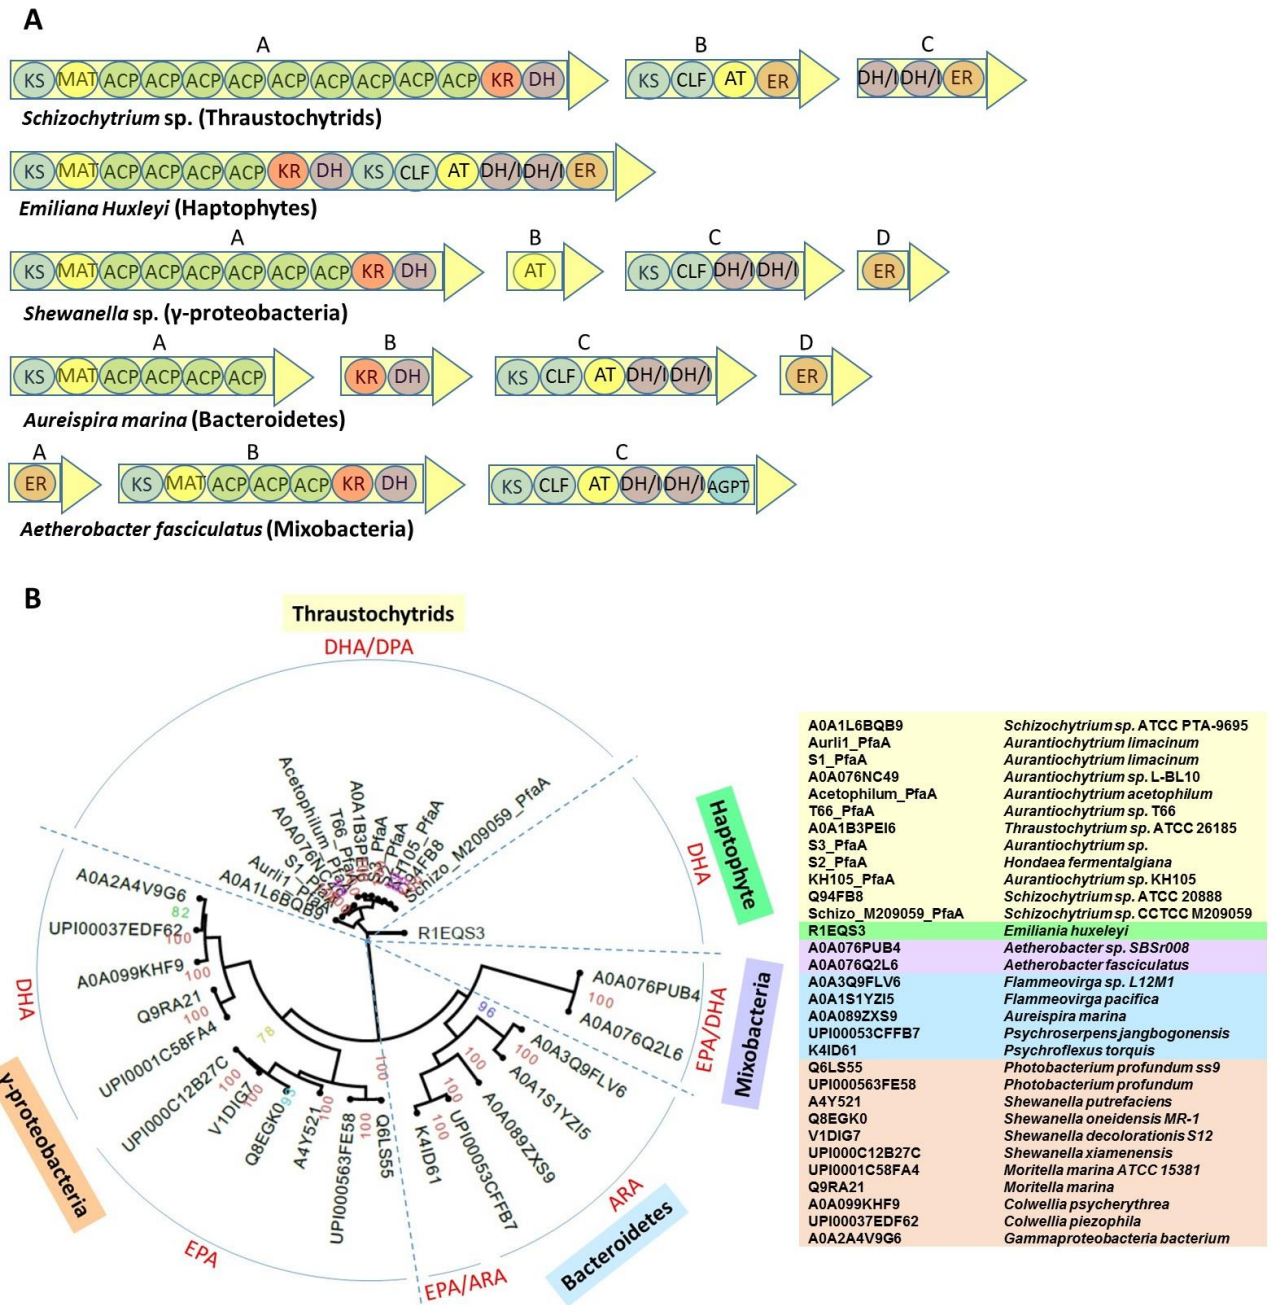 A
A B C
KS MAT ACP ACP ACP ACP ACP ACP ACP ACP ACP KR DH KS CLF AT ER DH/I DH/I ER
Schizochytrium sp. (Thraustochytrids)
KS MAT ACP ACP ACP ACP KR DH KS CLF AT DH/I DH/I ER
Emiliana Huxleyi (Haptophytes)
A B C D
KS MAT ACP ACP ACP ACP ACP ACP KR DH AT KS CLF DH/I DH/I ER
Shewanella sp. (γ-proteobacteria)
A B C D
KS MAT ACP ACP ACP ACP KR DH KS CLF AT DH/I DH/I ER
Aureispira marina (Bacteroidetes)
A B C
ER KS MAT ACP ACP ACP KR DH KS CLF AT DH/I DH/I AGPT
Aetherobacter fasciculatus (Mixobacteria)
B
Thraustochytrids
DHA/DPA
Haptophyte
DHA
Mixobacteria
EPA/DHA
ARA
Bacteroidetes
EPA/ARA
EPA
γ-proteobacteria
DHA
A0A1L6BQB9
Aurli1_PfaA
S1_PfaA
Acetophilum_PfaA
T66_PfaA
PfaA
PfaA
KH105_PfaA
Q94FB8
Schizo_M209059_PfaA
R1EQS3
A0A076PUB4
100
A0A076Q2L6
96
A0A3Q9FLV6
100
A0A1S1YZI5
100
A0A089ZXS9
100
UPI00053CFFB7
100
K4ID61
100
Q6LS55
100
UPI000563FE58
100
A4Y521
Q8EGK0
V1DIG7
100
100
UPI000C12B27C
78
UPI0001C58FA4
100
Q9RA21
A0A099KHF9
100
UPI00037EDF62
100
82
A0A2A4V9G6
A0A1L6BQB9 Schizochytrium sp. ATCC PTA-9695
Aurli1_PfaA Aurantiochytrium limacinum
S1_PfaA Aurantiochytrium limacinum
A0A076NC49 Aurantiochytrium sp. L-BL10
Acetophilum_PfaA Aurantiochytrium acetophilum
T66_PfaA Aurantiochytrium sp. T66
A0A1B3PEI6 Thraustochytrium sp. ATCC 26185
S3_PfaA Aurantiochytrium sp.
S2_PfaA Hondaea fermentalgiana
KH105_PfaA Aurantiochytrium sp. KH105
Q94FB8 Schizochytrium sp. ATCC 20888
Schizo_M209059_PfaA Schizochytrium sp. CCTCC M209059
R1EQS3 Emiliania huxeleyi
A0A076PUB4 Aetherobacter sp. SBSr008
A0A076Q2L6 Aetherobacter fasciculatus
A0A3Q9FLV6 Flammeovirga sp. L12M1
A0A1S1YZI5 Flammeovirga pacifica
A0A089ZXS9 Aureispira marina
UPI00053CFFB7 Psychroserpens jangbogonensis
K4ID61 Psychroflexus torquis
Q6LS55 Photobacterium profundum ss9
UPI000563FE58 Photobacterium profundum
A4Y521 Shewanella putrefaciens
Q8EGK0 Shewanella oneidensis MR-1
V1DIG7 Shewanella decolorationis S12
UPI000C12B27C Shewanella xiamenensis
UPI0001C58FA4 Moritella marina ATCC 15381
Q9RA21 Moritella marina
A0A099KHF9 Colwellia psycherythrea
UPI00037EDF62 Colwellia piezophila
A0A2A4V9G6 Gammaproteobacteria bacterium